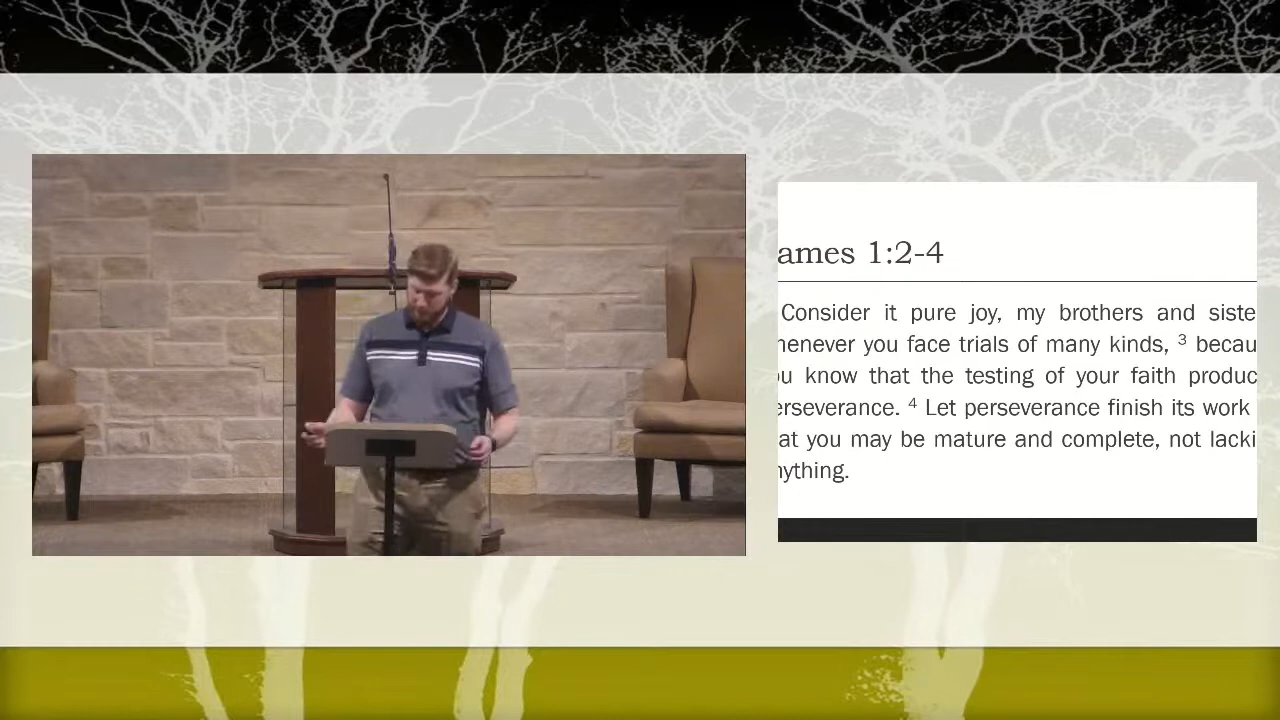 ames 1:2-4
Consider it pure joy, my brothers and siste
henever you face trials of many kinds, ³ becau
u know that the testing of your faith produc
erseverance. ⁴ Let perseverance finish its work
at you may be mature and complete, not lacki
nything.